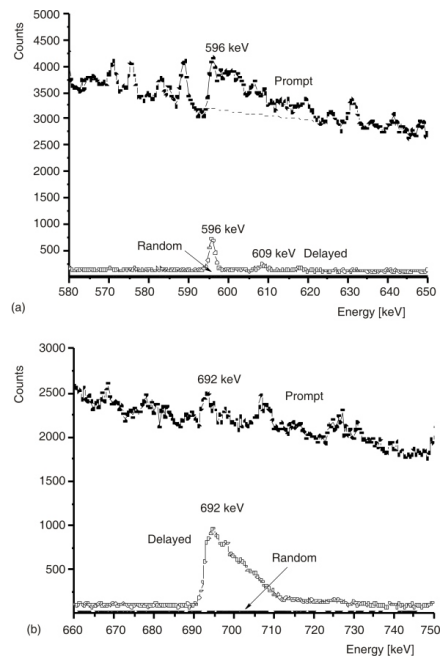 Counts
5000
4500
4000
3500
3000
2500
2000
1500
1000
500
596 keV
Prompt
596 keV
Random
609 keV
Delayed
580 570 580 590 600 610 620 630 640 650
(a)
Energy [keV]
Counts
3000
2500
2000
1500
1000
500
692 keV
Prompt
692 keV
Delayed
Random
660 670 680 690 700 710 720 730 740 750
(b)
Energy [keV]